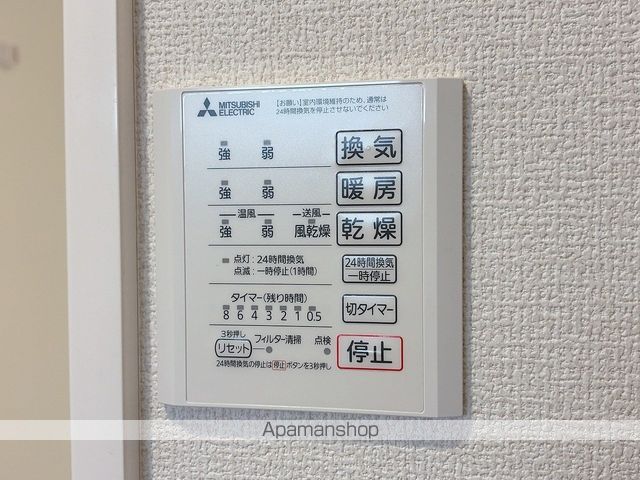 MITSUBISHI
ELECTRIC
【お願い】室内環境維持のため、通常は
24時間換気を停止させないでください
強 弱 換気
強 弱 暖房
温風 送風
強 弱 風乾燥 乾燥
点灯:24時間換気
点滅:一時停止(1時間)
24時間換気
一時停止
タイマー(残り時間)
8 6 4 3 2 1 0.5
切タイマー
3秒押し
リセット フィルター清掃 点検
停止
24時間換気の停止は停止ボタンを3秒押し
Apamanshop